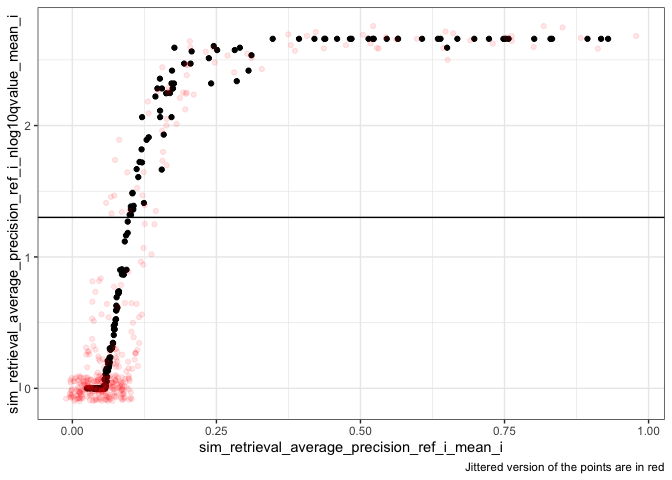 sim_retrieval_average_precision_ref_i_nlog10qvalue_mean_i
2
1
0
0.00
0.25
0.50
0.75
1.00
sim_retrieval_average_precision_ref_i_mean_i
Jittered version of the points are in red